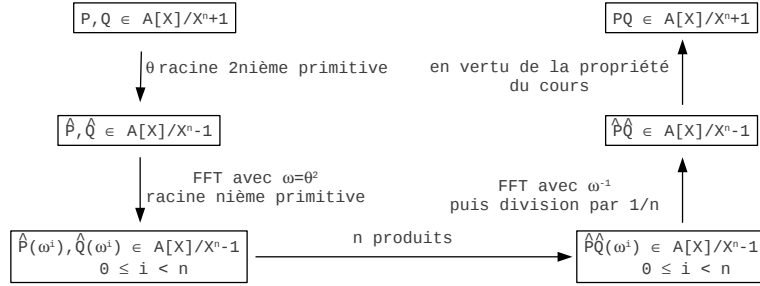 P,Q ∈ A[X]/Xⁿ+1
PQ ∈ A[X]/Xⁿ+1
θ racine 2nième primitive
en vertu de la propriété
du cours
P̂,Q̂ ∈ A[X]/Xⁿ-1
P̂Q̂ ∈ A[X]/Xⁿ-1
FFT avec ω=θ²
racine nième primitive
FFT avec ω⁻¹
puis division par 1/n
P̂(ωⁱ),Q̂(ωⁱ) ∈ A[X]/Xⁿ-1
0 ≤ i < n
n produits
P̂Q̂(ωⁱ) ∈ A[X]/Xⁿ-1
0 ≤ i < n